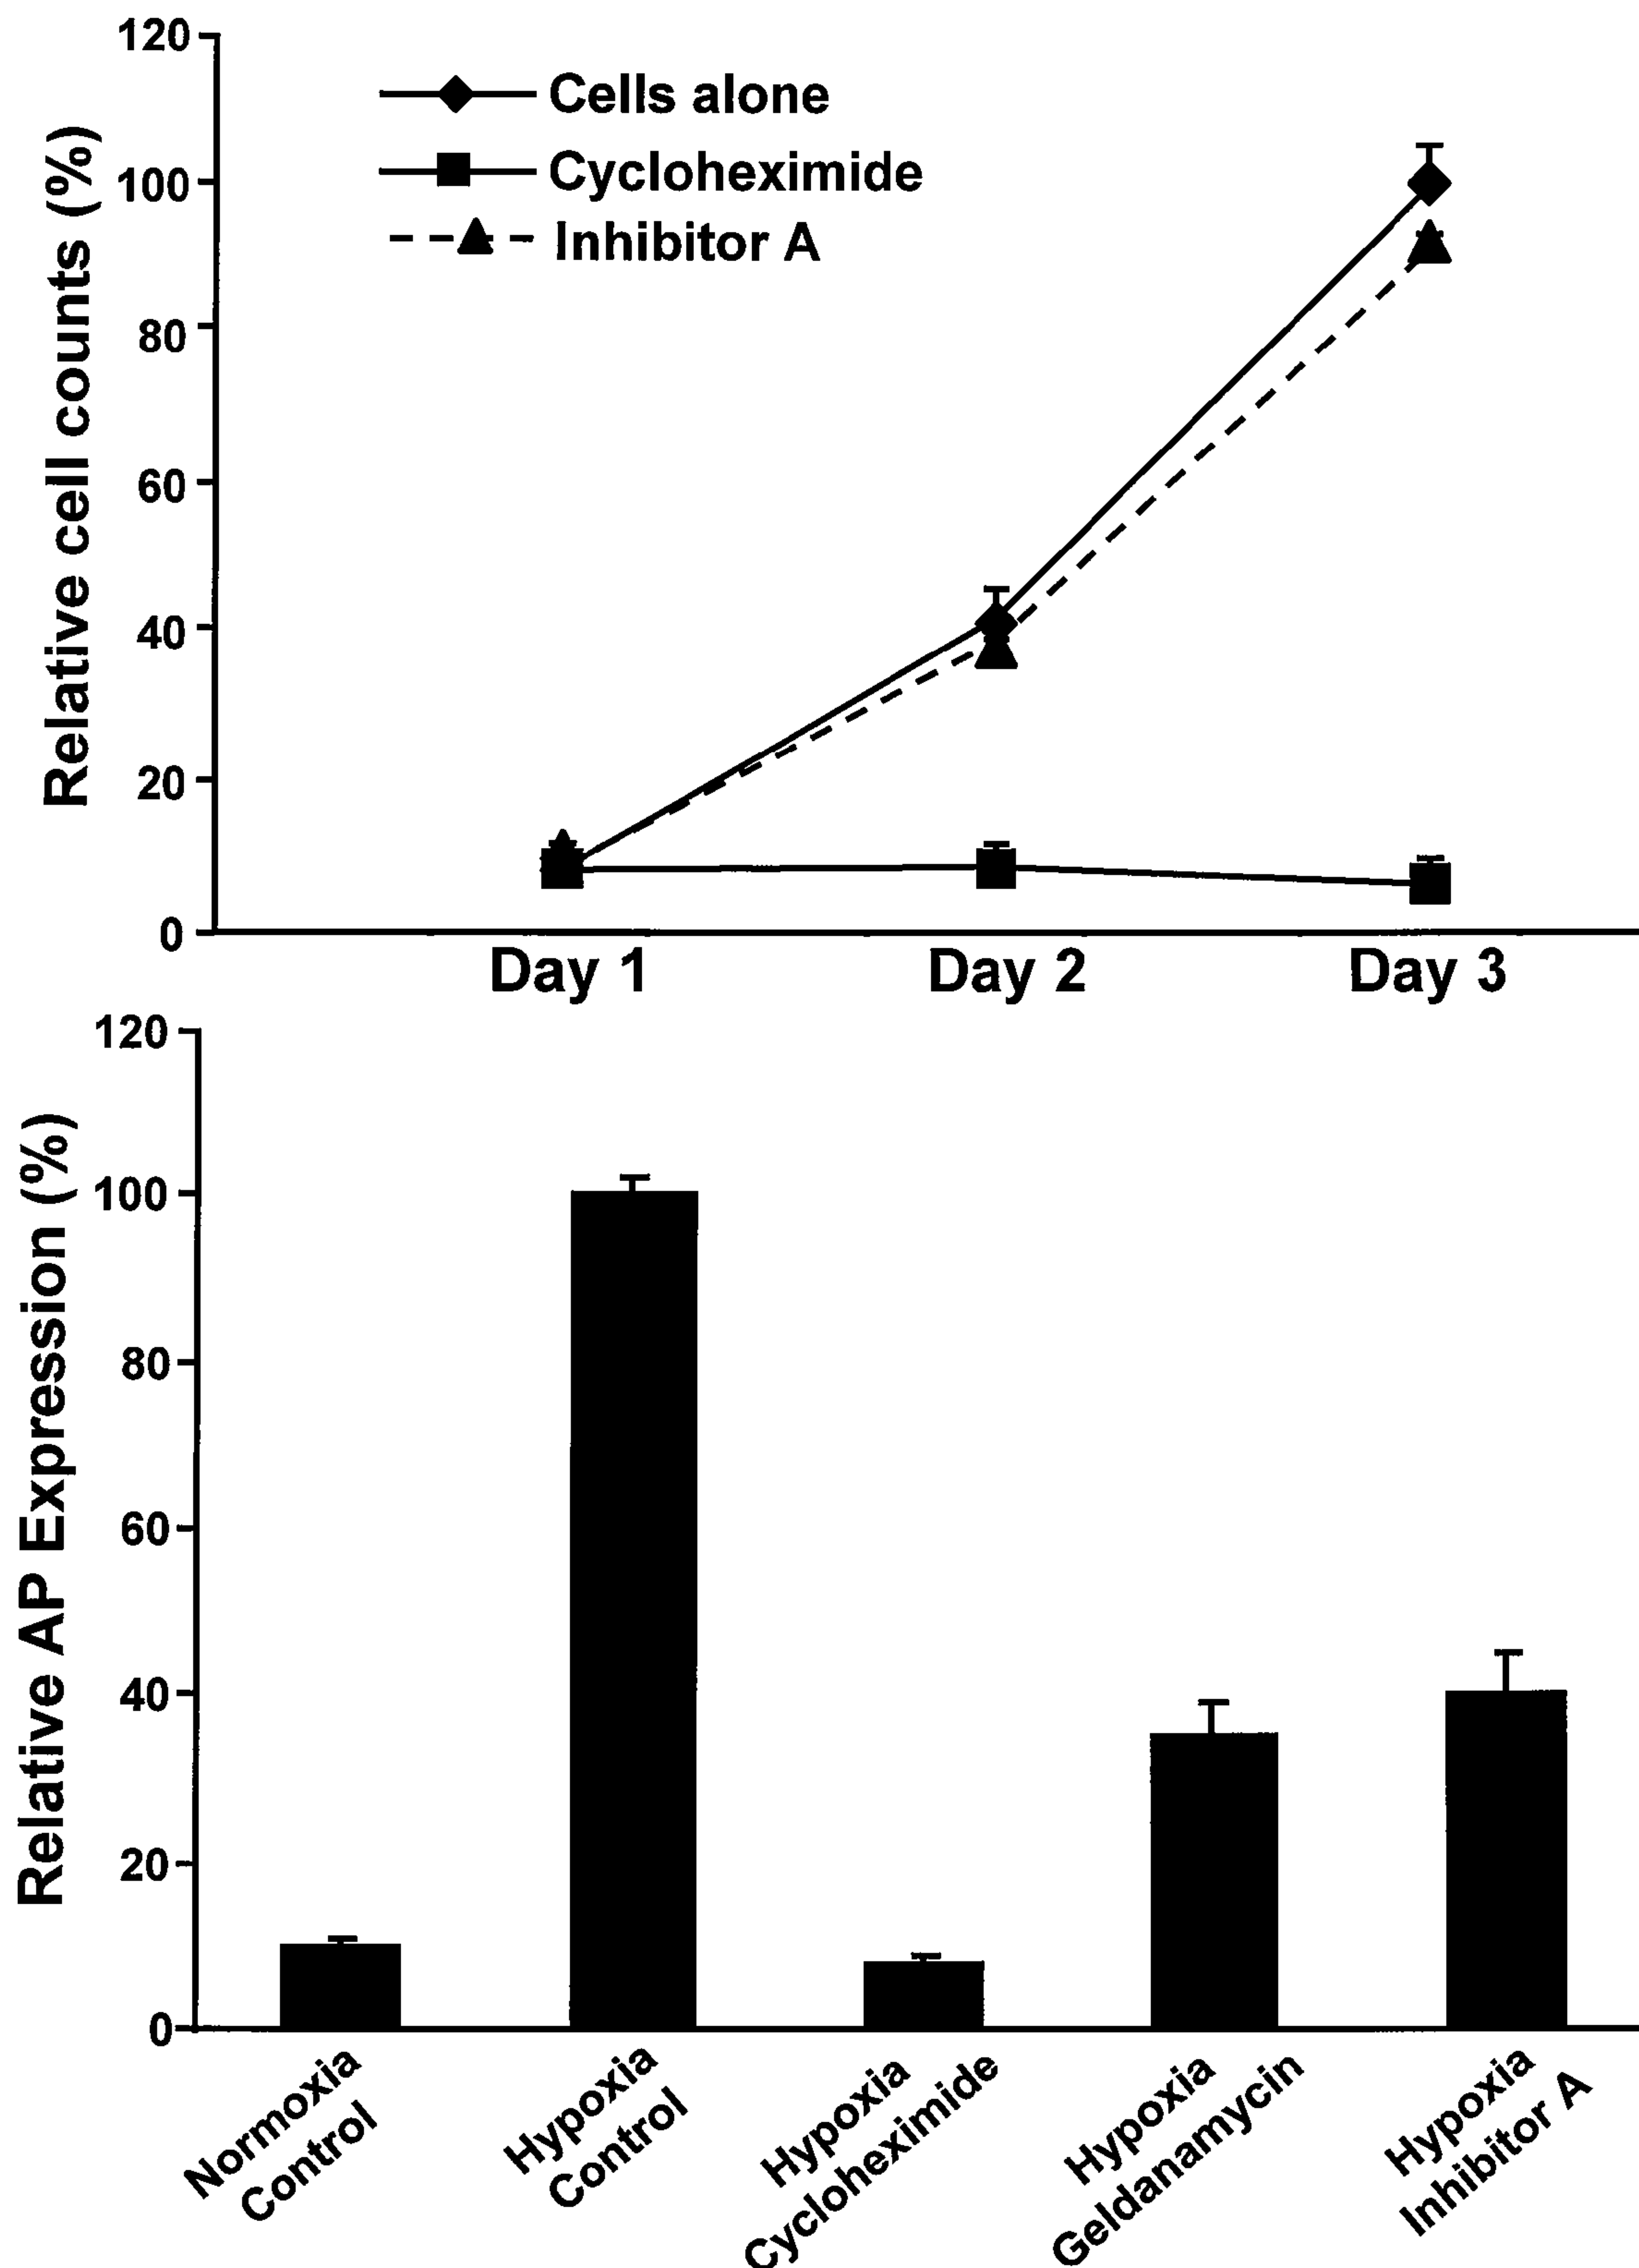 120
100
80
60
40
20
0
Relative cell counts (%)
Cells alone
Cycloheximide
Inhibitor A
Day 1
Day 2
Day 3
120
100
80
60
40
20
0
Relative AP Expression (%)
Normoxia
Control
Hypoxia
Control
Hypoxia
Cycloheximide
Hypoxia
Geldanamycin
Hypoxia
Inhibitor A